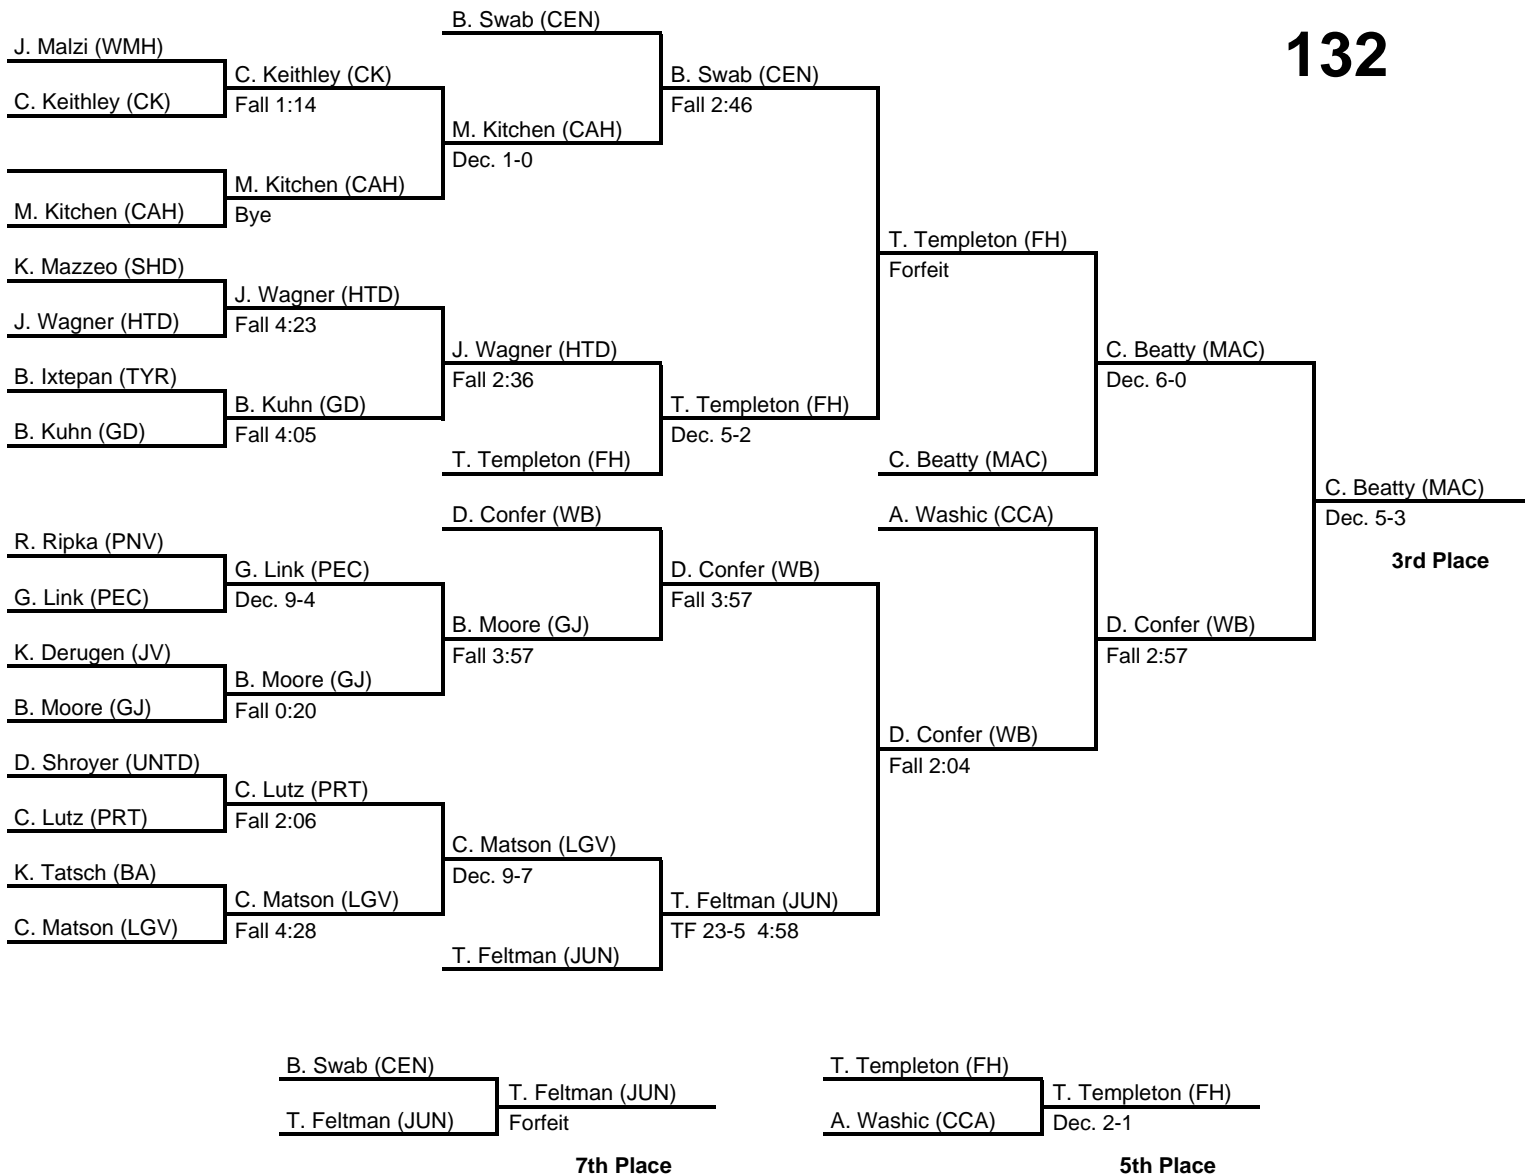 132
J. Malzi (WMH)
C. Keithley (CK)
M. Kitchen (CAH)
K. Mazzeo (SHD)
J. Wagner (HTD)
B. Ixtepan (TYR)
B. Kuhn (GD)
R. Ripka (PNV)
G. Link (PEC)
K. Derugen (JV)
B. Moore (GJ)
D. Shroyer (UNTD)
C. Lutz (PRT)
K. Tatsch (BA)
C. Matson (LGV)
C. Keithley (CK)
Fall 1:14
M. Kitchen (CAH)
Bye
J. Wagner (HTD)
Fall 4:23
B. Kuhn (GD)
Fall 4:05
G. Link (PEC)
Dec. 9-4
B. Moore (GJ)
Fall 0:20
C. Lutz (PRT)
Fall 2:06
C. Matson (LGV)
Fall 4:28
B. Swab (CEN)
M. Kitchen (CAH)
Dec. 1-0
J. Wagner (HTD)
Fall 2:36
T. Templeton (FH)
D. Confer (WB)
B. Moore (GJ)
Fall 3:57
C. Matson (LGV)
Dec. 9-7
T. Feltman (JUN)
B. Swab (CEN)
Fall 2:46
T. Templeton (FH)
Dec. 5-2
D. Confer (WB)
Fall 3:57
T. Feltman (JUN)
TF 23-5 4:58
T. Templeton (FH)
Forfeit
C. Beatty (MAC)
A. Washic (CCA)
D. Confer (WB)
Fall 2:04
C. Beatty (MAC)
Dec. 6-0
D. Confer (WB)
Fall 2:57
C. Beatty (MAC)
Dec. 5-3
3rd Place
B. Swab (CEN)
T. Feltman (JUN)
T. Feltman (JUN)
Forfeit
7th Place
T. Templeton (FH)
A. Washic (CCA)
T. Templeton (FH)
Dec. 2-1
5th Place